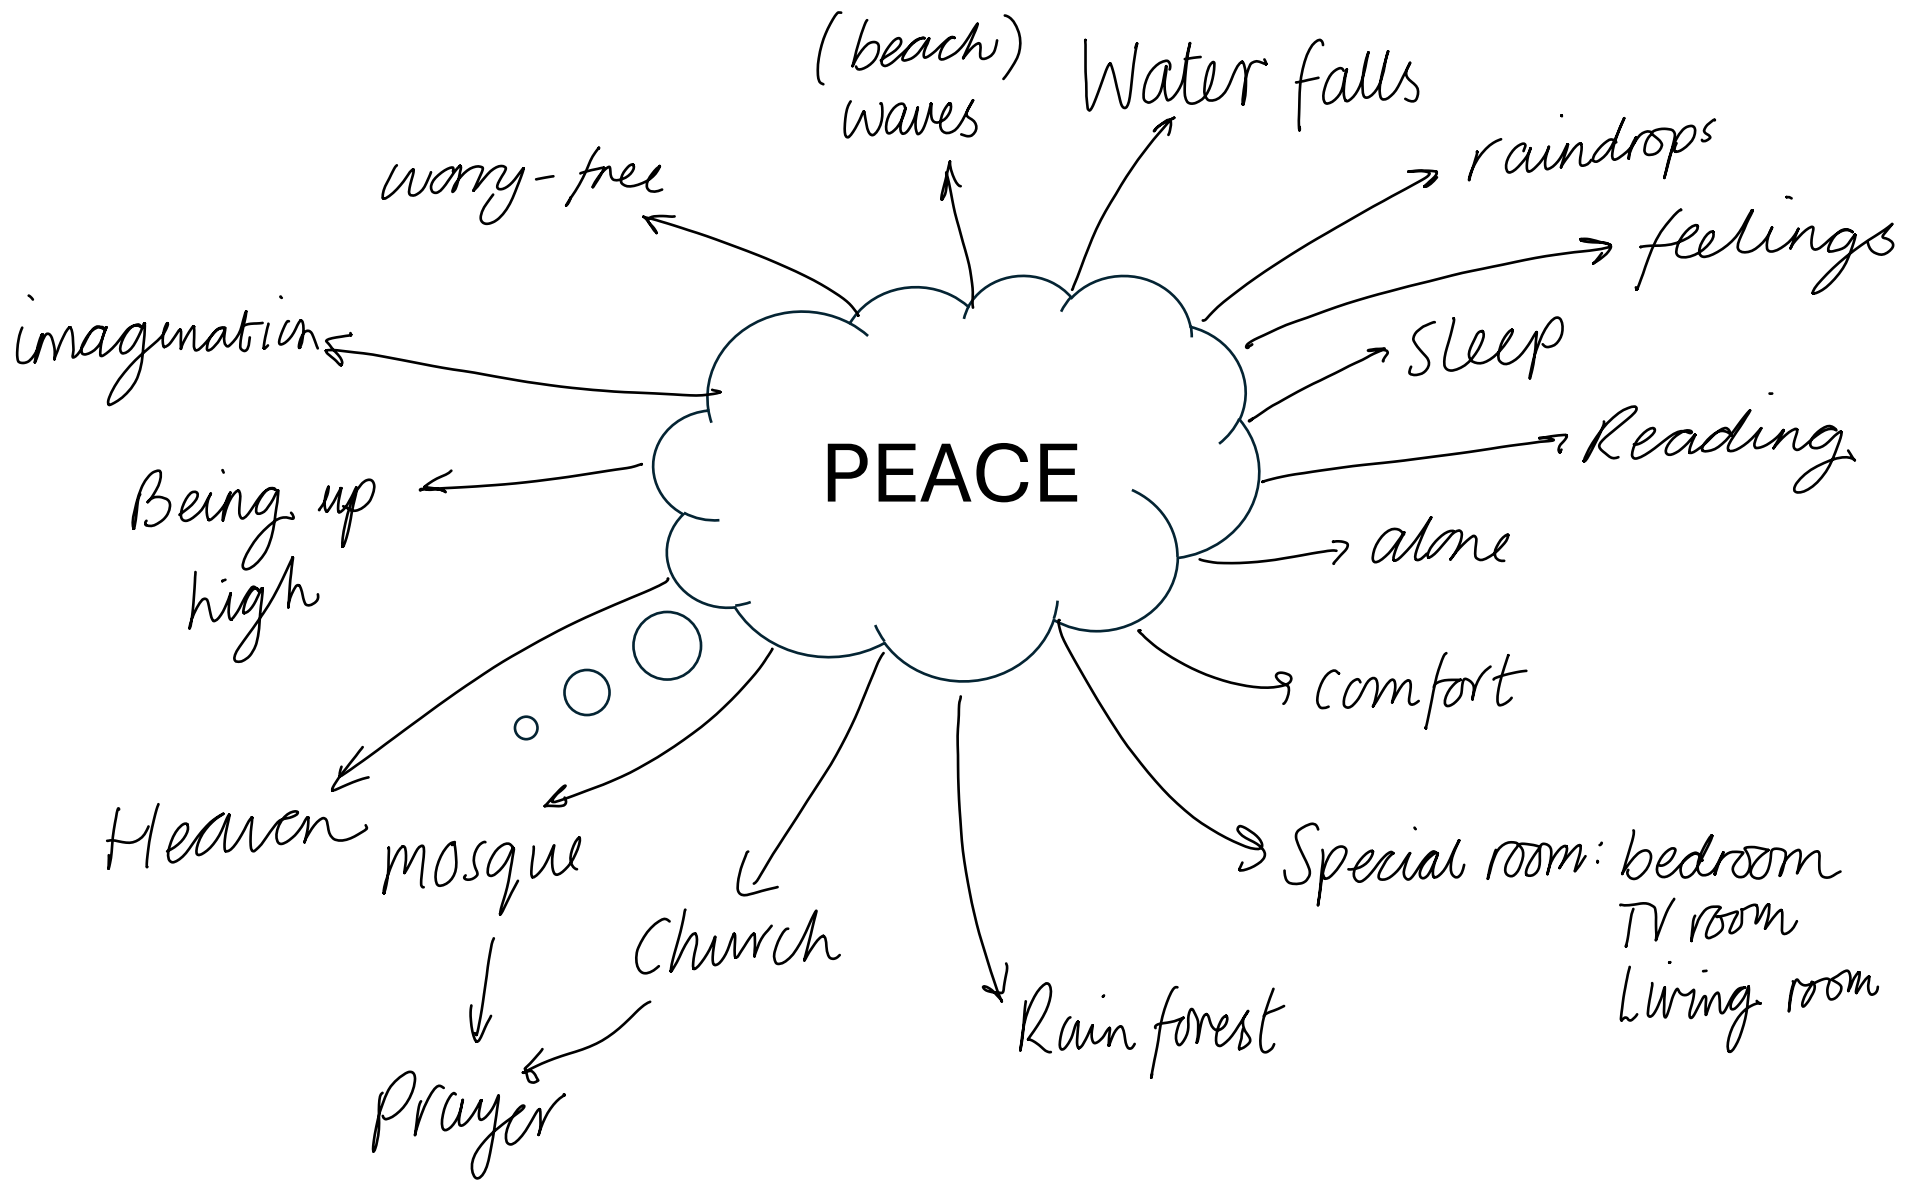 (beach)
waves
Water falls
worry-free
raindrops
feelings
imagination
sleep
Reading
PEACE
Being up
high
alone
comfort
Heaven
mosque
Church
Special room: bedroom
TV room
Living room
Rain forest
Prayer